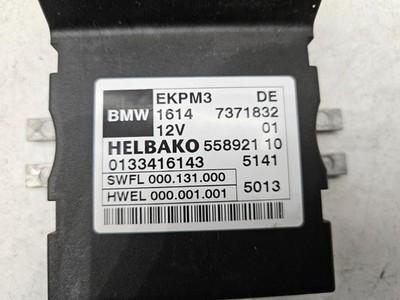 EKPM3 DE
BMW 1614 7371832
12V 01
HELBAKO 558921 10
0133416143 5141
SWFL 000.131.000
HWEL 000.001.001 5013